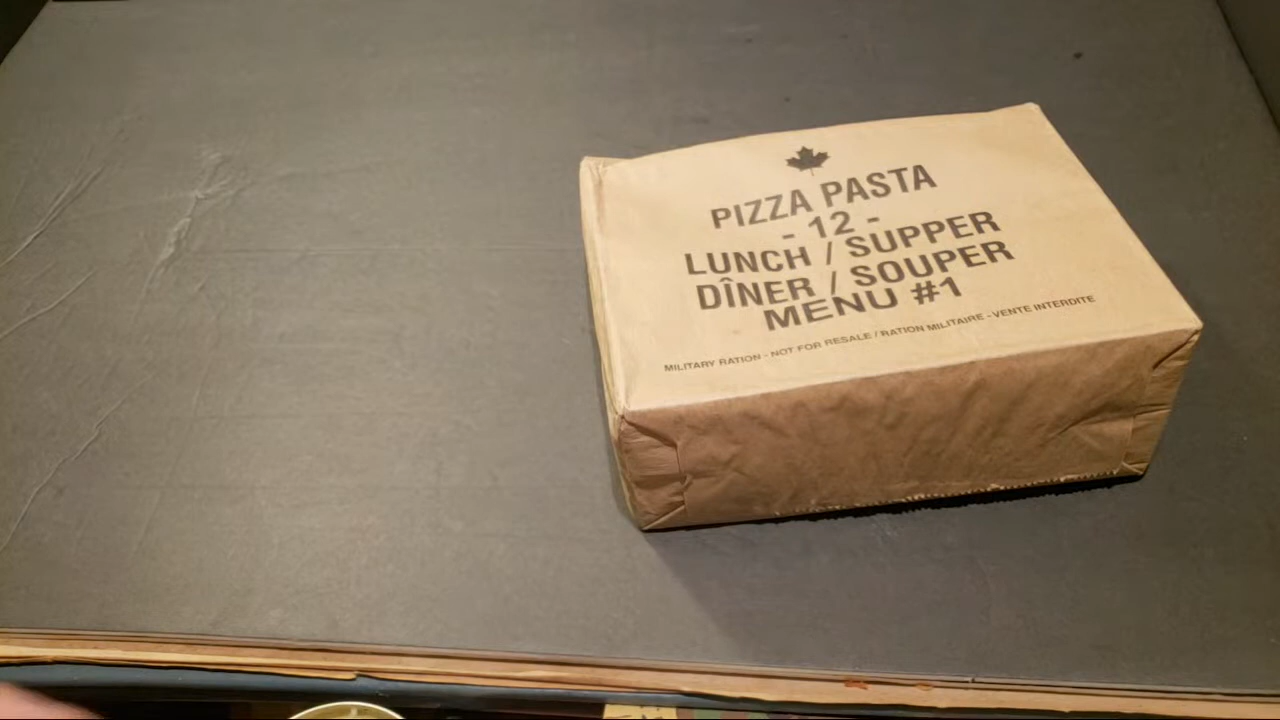 PIZZA PASTA
- 12 -
LUNCH / SUPPER
DÎNER / SOUPER
MENU #1
MILITARY RATION - NOT FOR RESALE / RATION MILITAIRE - VENTE INTERDITE